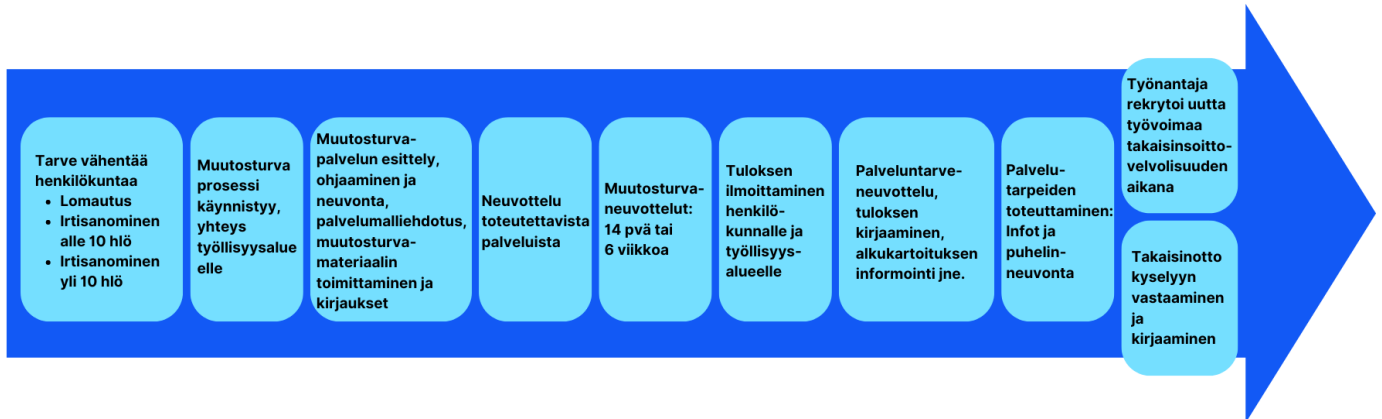 Tarve vähentää
henkilökuntaa
• Lomautus
• Irtisanominen
alle 10 hlö
• Irtisanominen
yli 10 hlö
Muutosturva
prosessi
käynnistyy,
yhteys
työllisyysalue
elle
Muutosturva-
palvelun esittely,
ohjaaminen ja
neuvonta,
palvelumalliehdotus,
muutosturva-
materiaalin
toimittaminen ja
kirjaukset
Neuvottelu
toteutettavista
palveluista
Muutosturva-
neuvottelut:
14 pvä tai
6 viikkoa
Tuloksen
ilmoittaminen
henkilö-
kunnalle ja
työllisyys-
alueelle
Palveluntarve-
neuvottelu,
tuloksen
kirjaaminen,
alkukartoituksen
informointi jne.
Palvelu-
tarpeiden
toteuttaminen:
Infot ja
puhelin-
neuvonta
Työnantaja
rekrytoi uutta
työvoimaa
takaisinsoitto-
velvolisuuden
aikana
Takaisinotto
kyselyyn
vastaaminen
ja
kirjaaminen